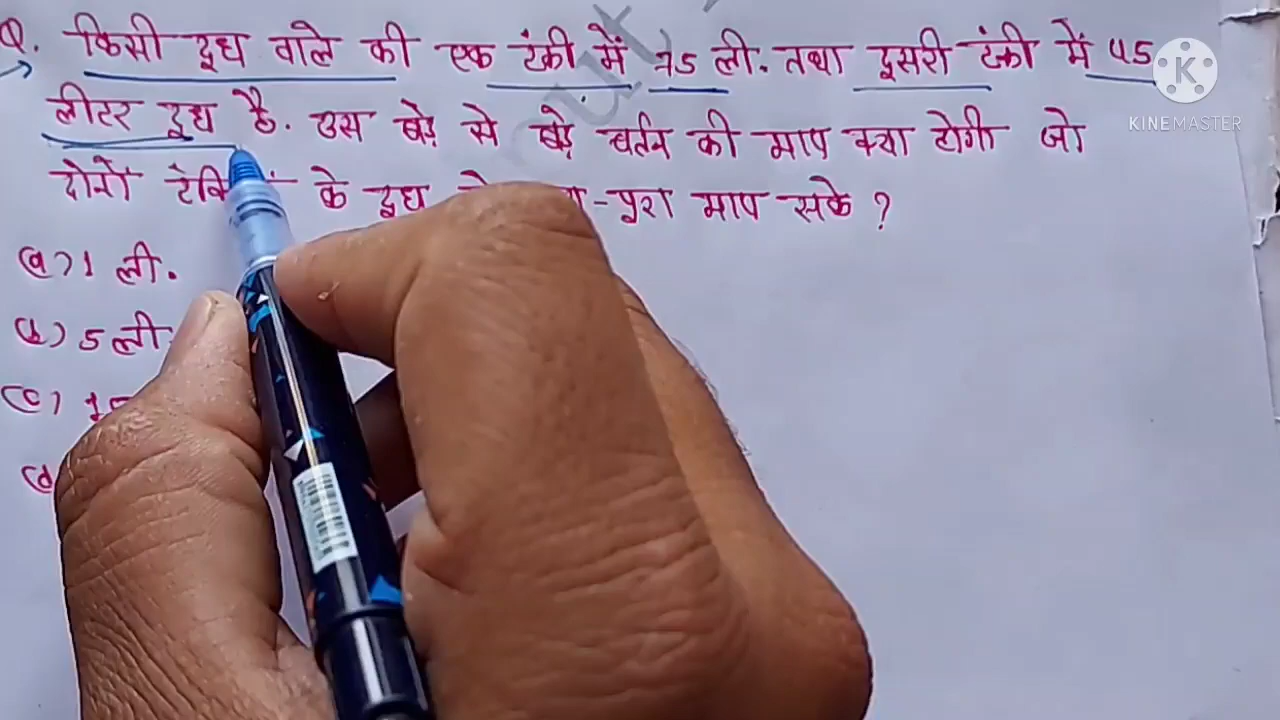 Q. किसी दूध वाले की एक टंकी में 75 ली. तथा दूसरी टंकी में 45
लीटर दूध है. उस बड़े से बड़े बर्तन की माप क्या होगी जो
दोनों के दूध -पूरा माप सके ?
(a) 1 ली.
(b) 5 ली.
(c)
(d
K
KINEMASTER